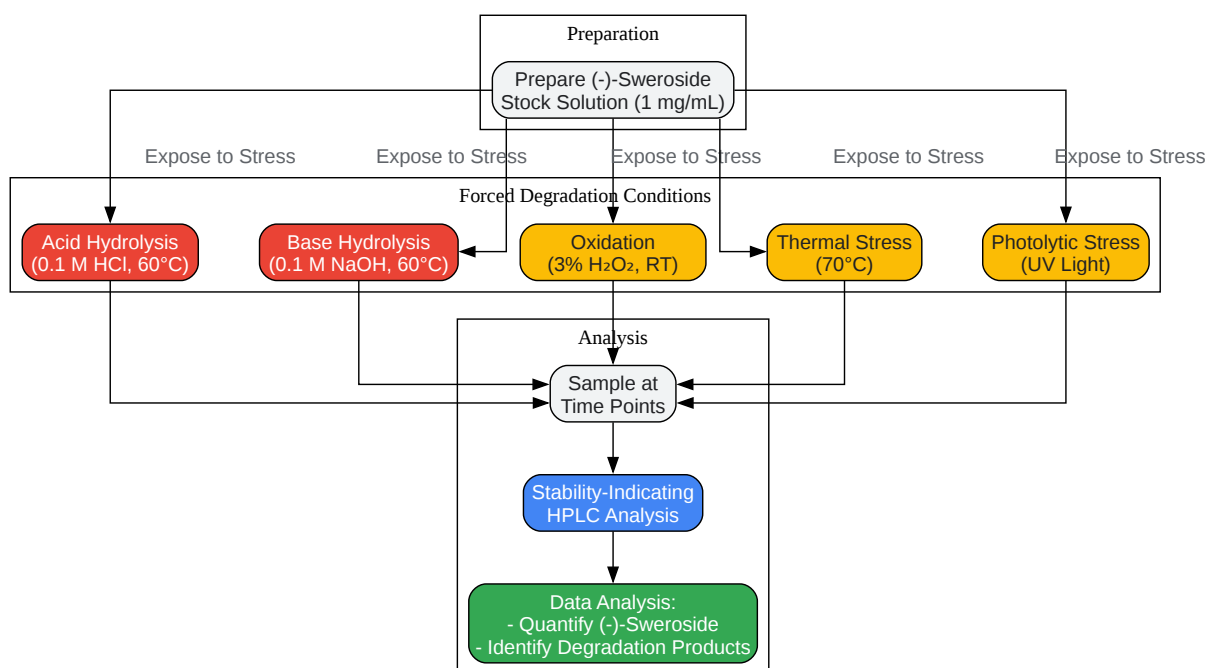 Preparation
Prepare (-)-Sweroside
Stock Solution (1 mg/mL)
Expose to Stress
Expose to Stress
Expose to Stress
Expose to Stress
Expose to Stress
Forced Degradation Conditions
Acid Hydrolysis
(0.1 M HCl, 60°C)
Base Hydrolysis
(0.1 M NaOH, 60°C)
Oxidation
(3% H₂O₂, RT)
Thermal Stress
(70°C)
Photolytic Stress
(UV Light)
Analysis
Sample at
Time Points
Stability-Indicating
HPLC Analysis
Data Analysis:
- Quantify (-)-Sweroside
- Identify Degradation Products